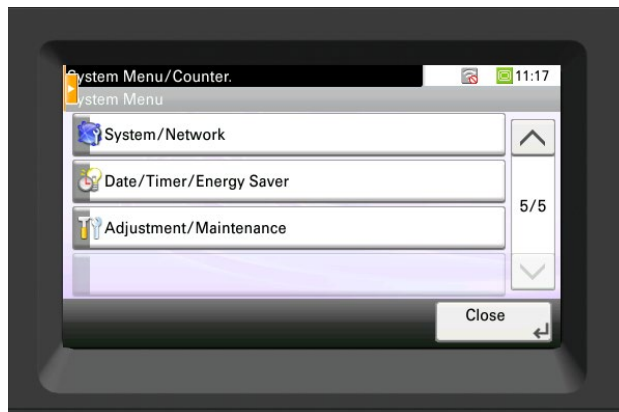 System Menu/Counter.
11:17
System Menu
System/Network
Date/Timer/Energy Saver
5/5
Adjustment/Maintenance
Close